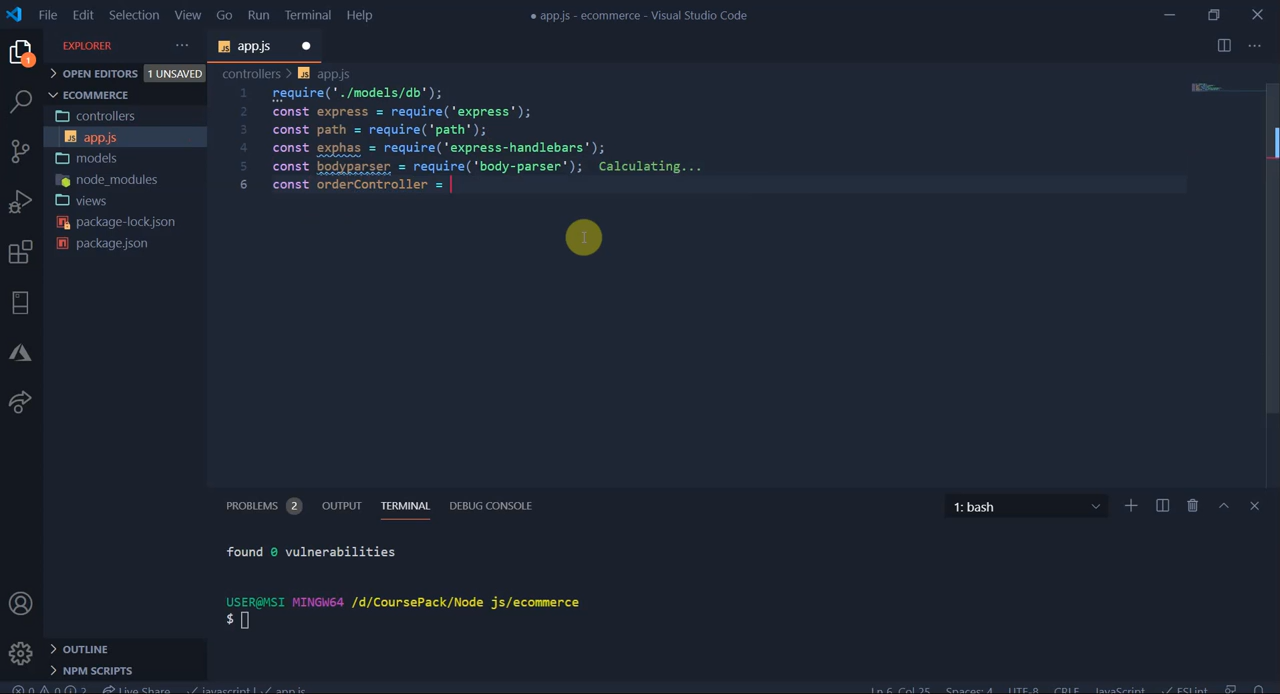 File Edit Selection View Go Run Terminal Help
● app.js - ecommerce - Visual Studio Code
EXPLORER
app.js
OPEN EDITORS 1 UNSAVED
controllers > app.js
ECOMMERCE
controllers
app.js
models
node_modules
views
package-lock.json
package.json
1 require('./models/db');
2 const express = require('express');
3 const path = require('path');
4 const exphas = require('express-handlebars');
5 const bodyparser = require('body-parser'); Calculating...
6 const orderController =
PROBLEMS 2 OUTPUT TERMINAL DEBUG CONSOLE
1: bash
found 0 vulnerabilities
USER@MSI MINGW64 /d/CoursePack/Node js/ecommerce
$
OUTLINE
NPM SCRIPTS
0 0 2 Live Share javascript | app.js
Ln 6, Col 25 Spaces: 4 UTF-8 CRLF JavaScript ESLint
1